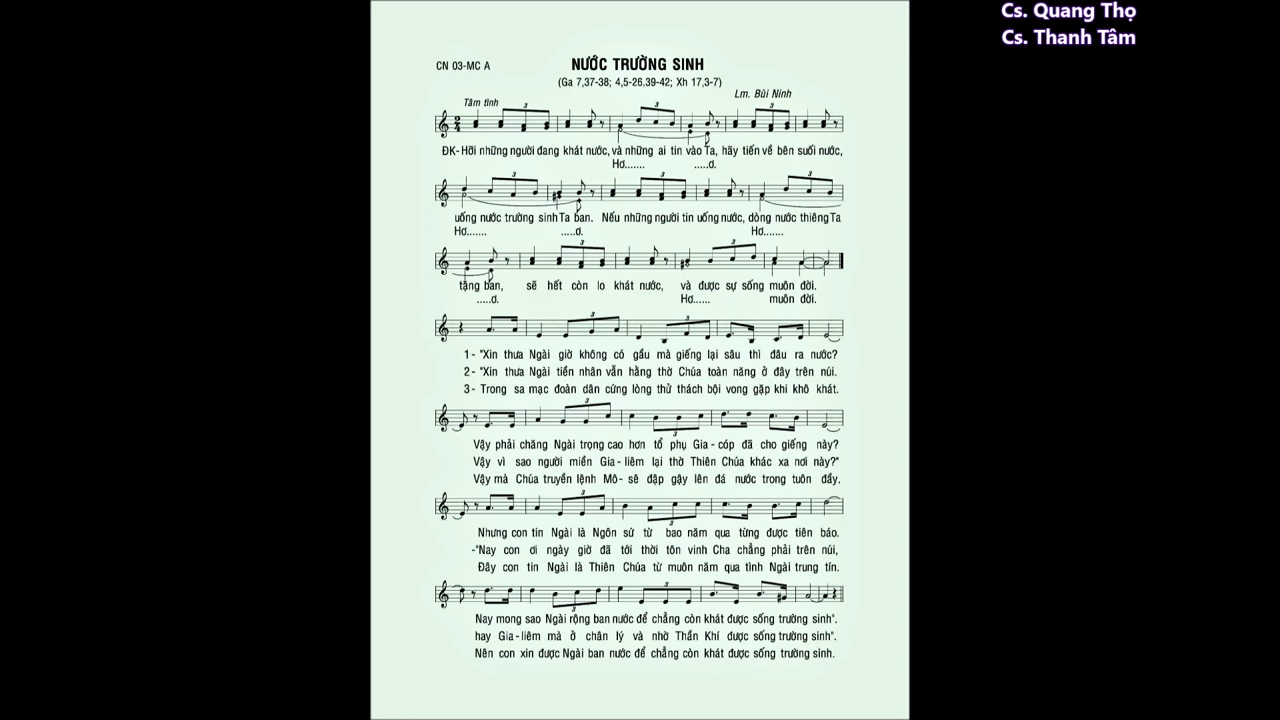 Cs. Quang Thọ
Cs. Thanh Tâm
CN 03-MC A
NƯỚC TRƯỜNG SINH
(Ga 7,37-38; 4,5-26.39-42; Xh 17,3-7)
Lm. Bùi Ninh
Tâm tình
ĐK-Hỡi những người đang khát nước, và những ai tin vào Ta, hãy tiến về bên suối nước,
Hơ....... .....ơ.
uống nước trường sinh Ta ban. Nếu những người tin uống nước, dòng nước thiêng Ta
Hơ....... .....ơ. Hơ.......
tặng ban, sẽ hết còn lo khát nước, và được sự sống muôn đời.
.....ơ. Hơ...... muôn đời.
1- "Xin thưa Ngài giờ không có gầu mà giếng lại sâu thì đâu ra nước?
2- "Xin thưa Ngài tiền nhân vẫn hằng thờ Chúa toàn năng ở đây trên núi.
3- Trong sa mạc đoàn dân cứng lòng thử thách bội vong gặp khi khô khát.
Vậy phải chăng Ngài trọng cao hơn tổ phụ Gia-cóp đã cho giếng này?
Vậy vì sao người miền Gia-liêm lại thờ Thiên Chúa khác xa nơi này?"
Vậy mà Chúa truyền lệnh Mô-sê đập gậy lên đá nước trong tuôn đầy.
Nhưng con tin Ngài là Ngôn sứ từ bao năm qua từng được tiên báo.
-"Nay con ơi ngày giờ đã tới thời tôn vinh Cha chẳng phải trên núi,
Đây con tin Ngài là Thiên Chúa từ muôn năm qua tình Ngài trung tín.
Nay mong sao Ngài rộng ban nước để chẳng còn khát được sống trường sinh".
hay Gia-liêm mà ở chân lý và nhờ Thần Khí được sống trường sinh".
Nên con xin được Ngài ban nước để chẳng còn khát được sống trường sinh.